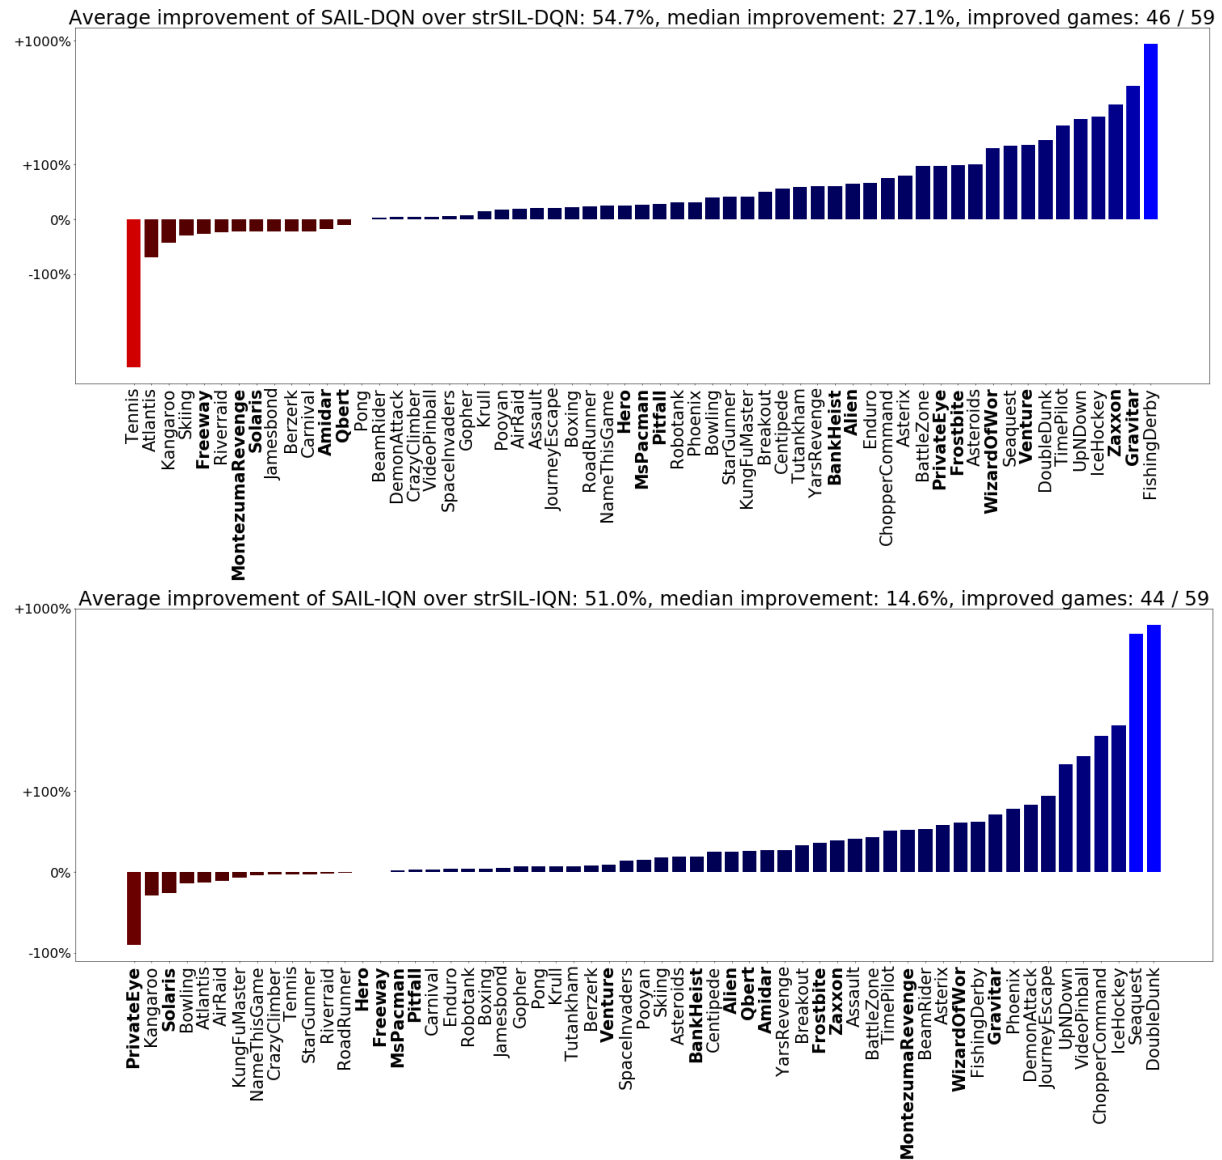 Average improvement of SAIL-DQN over strSIL-DQN: 54.7%, median improvement: 27.1%, improved games: 46 / 59
+1000%
+100%
0%
-100%
Tennis
Atlantis
Kangaroo
Skiing
Freeway
Riverraid
MontezumaRevenge
Solaris
Jamesbond
Berzerk
Carnival
Amidar
Qbert
Pong
BeamRider
DemonAttack
CrazyClimber
VideoPinball
SpaceInvaders
Gopher
Krull
Pooyan
AirRaid
Assault
JourneyEscape
Boxing
RoadRunner
NameThisGame
Hero
MsPacman
Pitfall
Robotank
Phoenix
Bowling
StarGunner
KungFuMaster
Breakout
Centipede
Tutankham
YarsRevenge
BankHeist
Alien
Enduro
ChopperCommand
Asterix
BattleZone
PrivateEye
Frostbite
Asteroids
WizardOfWor
Seaquest
Venture
DoubleDunk
TimePilot
UpNDown
IceHockey
Zaxxon
Gravitar
FishingDerby
Average improvement of SAIL-IQN over strSIL-IQN: 51.0%, median improvement: 14.6%, improved games: 44 / 59
+1000%
+100%
0%
-100%
PrivateEye
Kangaroo
Solaris
Bowling
Atlantis
AirRaid
KungFuMaster
NameThisGame
CrazyClimber
Tennis
StarGunner
Riverraid
RoadRunner
Hero
Freeway
MsPacman
Pitfall
Carnival
Enduro
Robotank
Boxing
Jamesbond
Gopher
Pong
Krull
Tutankham
Berzerk
Venture
SpaceInvaders
Pooyan
Skiing
Asteroids
BankHeist
Centipede
Alien
Qbert
Amidar
YarsRevenge
Breakout
Frostbite
Zaxxon
Assault
BattleZone
TimePilot
MontezumaRevenge
BeamRider
Asterix
WizardOfWor
FishingDerby
Gravitar
Phoenix
DemonAttack
JourneyEscape
UpNDown
VideoPinball
ChopperCommand
IceHockey
Seaquest
DoubleDunk